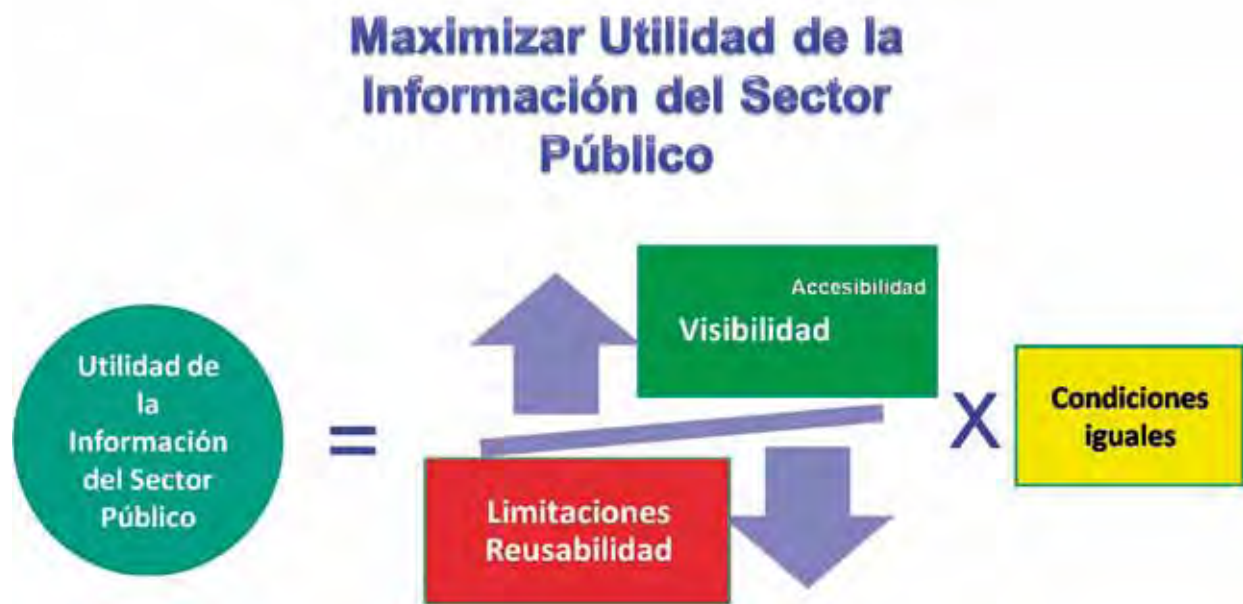 Maximizar Utilidad de la
Información del Sector
Público
Accesibilidad
Visibilidad
Utilidad de
la
Información
del Sector
Público
=
X
Condiciones
iguales
Limitaciones
Reusabilidad